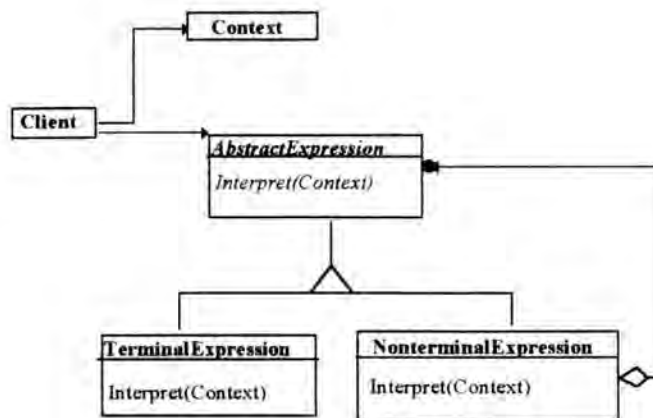 Context
Client
AbstractExpression
Interpret(Context)
TerminalExpression
Interpret(Context)
NonterminalExpression
Interpret(Context)